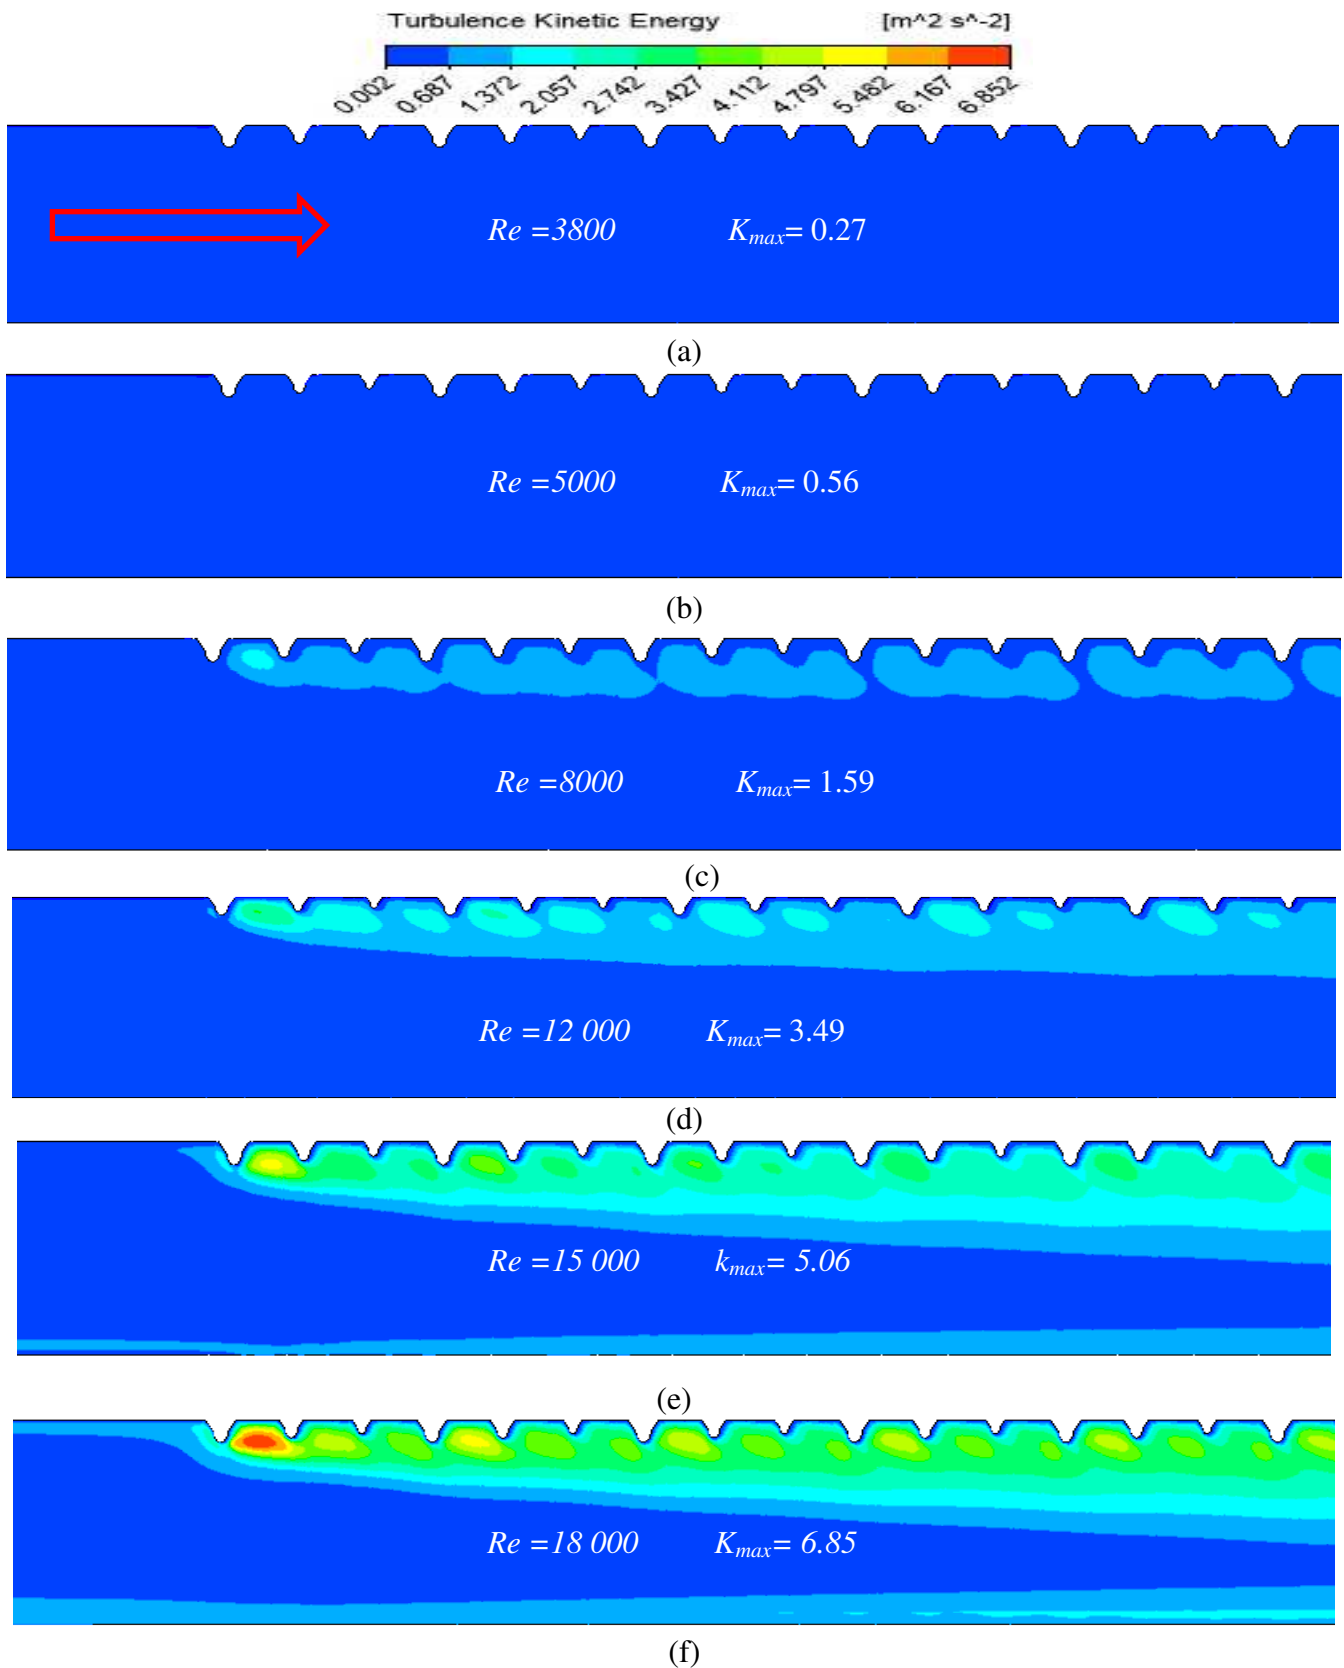 Turbulence Kinetic Energy [m^2 s^-2]
0.002 0.687 1.372 2.057 2.742 3.427 4.112 4.797 5.482 6.167 6.852
Re =3800 Kmax= 0.27
(a)
Re =5000 Kmax= 0.56
(b)
Re =8000 Kmax= 1.59
(c)
Re =12 000 Kmax= 3.49
(d)
Re =15 000 kmax= 5.06
(e)
Re =18 000 Kmax= 6.85
(f)